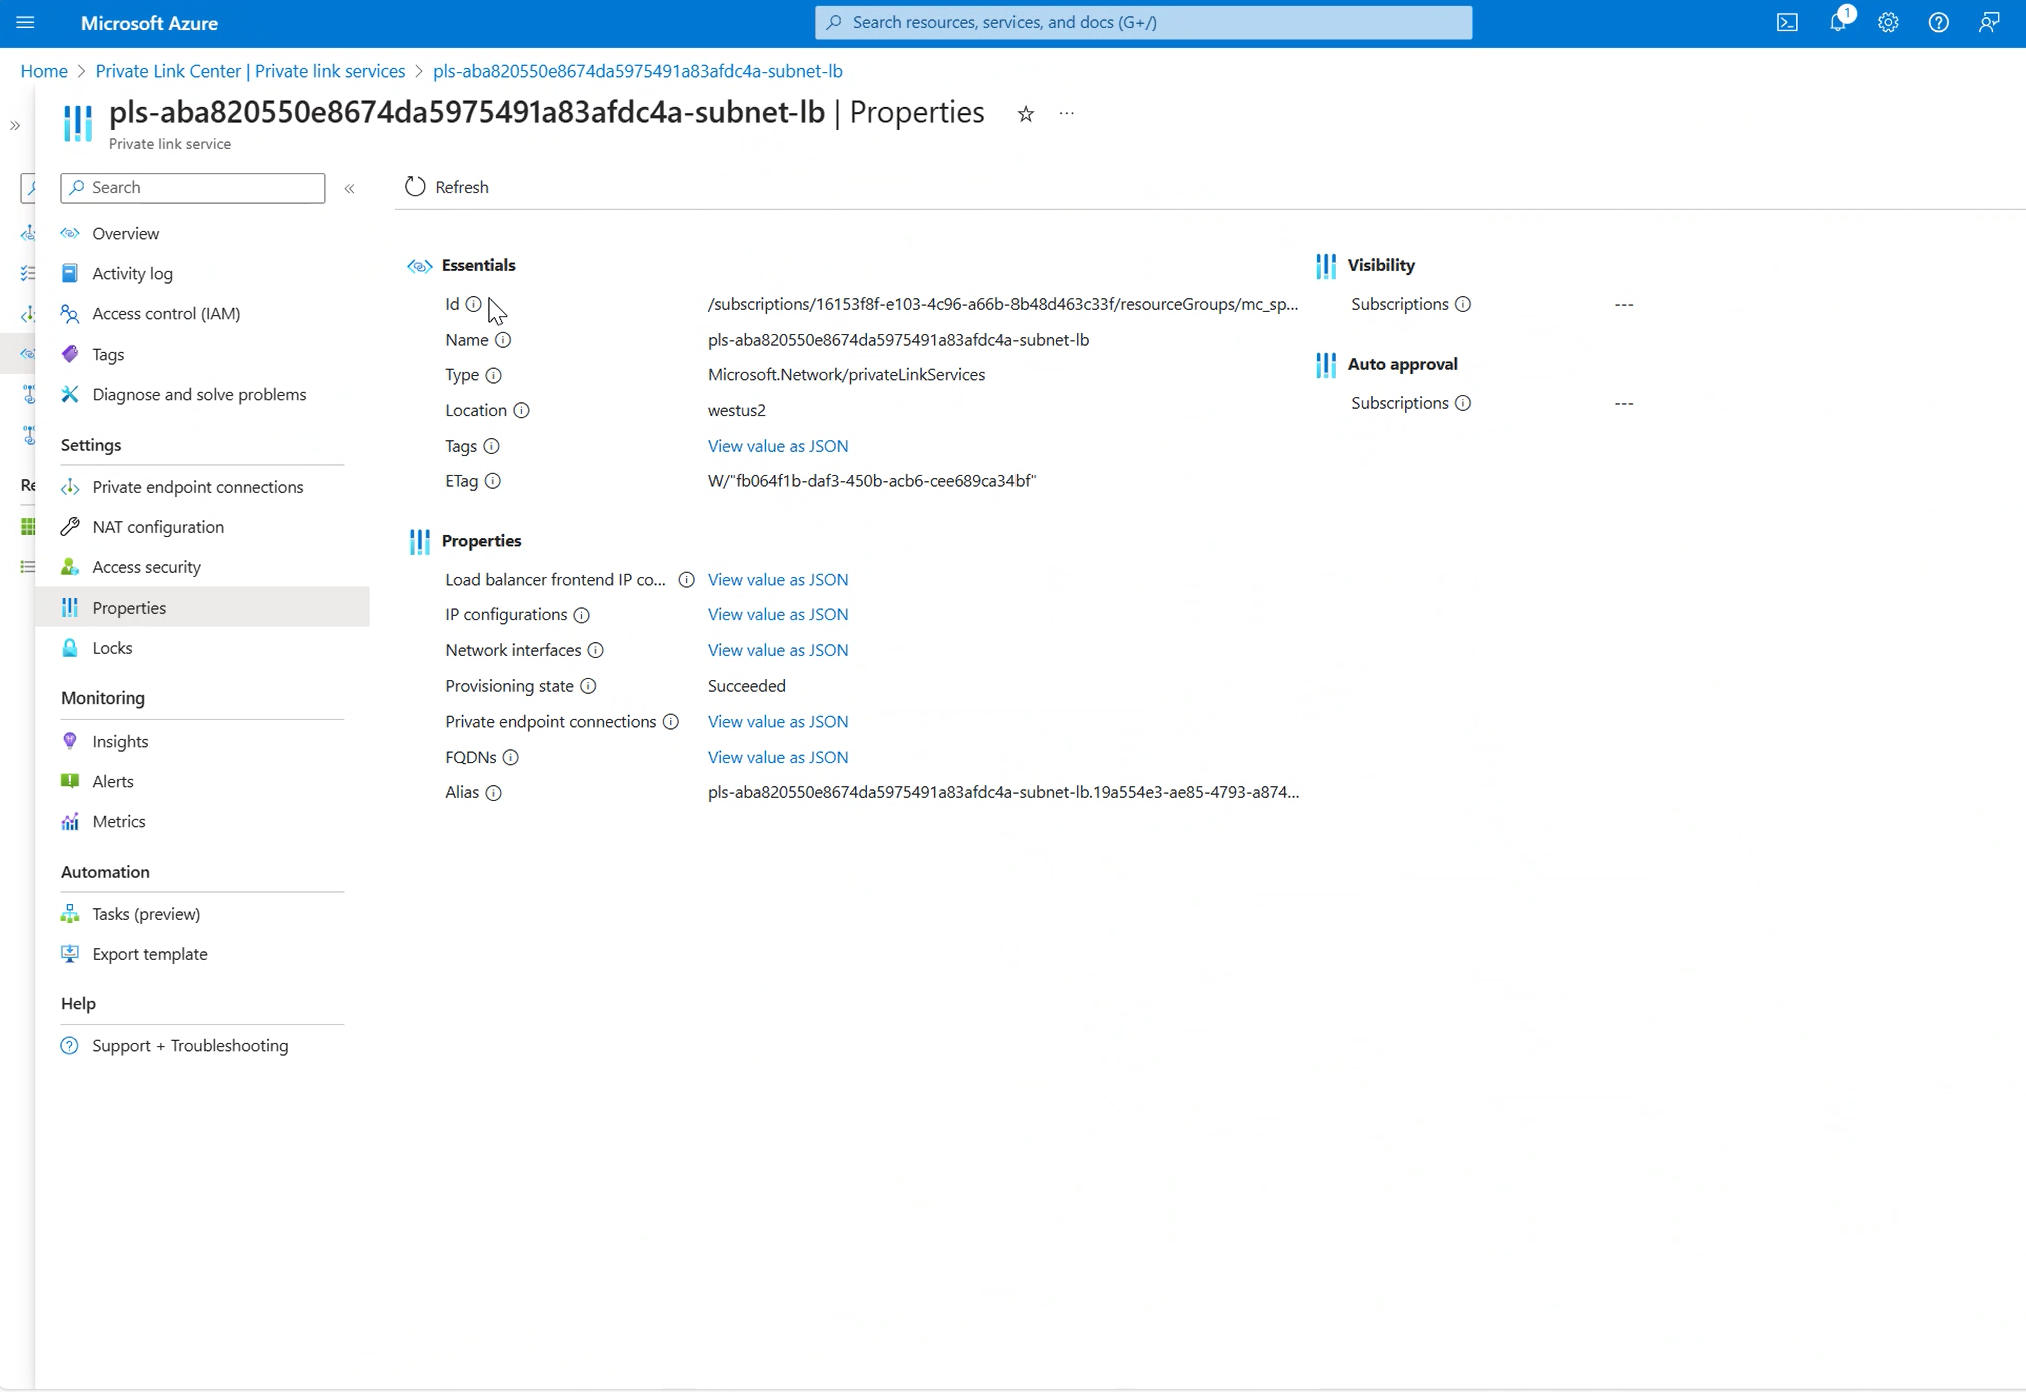 Microsoft Azure
Search resources, services, and docs (G+/)
1
Home > Private Link Center | Private link services > pls-aba820550e8674da5975491a83afdc4a-subnet-lb
pls-aba820550e8674da5975491a83afdc4a-subnet-lb | Properties
Private link service
Search
Refresh
Overview
Activity log
Access control (IAM)
Tags
Diagnose and solve problems
Settings
Private endpoint connections
NAT configuration
Access security
Properties
Locks
Monitoring
Insights
Alerts
Metrics
Automation
Tasks (preview)
Export template
Help
Support + Troubleshooting
Re
Essentials
Id /subscriptions/16153f8f-e103-4c96-a66b-8b48d463c33f/resourceGroups/mc_sp...
Name pls-aba820550e8674da5975491a83afdc4a-subnet-lb
Type Microsoft.Network/privateLinkServices
Location westus2
Tags View value as JSON
ETag W/"fb064f1b-daf3-450b-acb6-cee689ca34bf"
Properties
Load balancer frontend IP co... View value as JSON
IP configurations View value as JSON
Network interfaces View value as JSON
Provisioning state Succeeded
Private endpoint connections View value as JSON
FQDNs View value as JSON
Alias pls-aba820550e8674da5975491a83afdc4a-subnet-lb.19a554e3-ae85-4793-a874...
Visibility
Subscriptions ---
Auto approval
Subscriptions ---